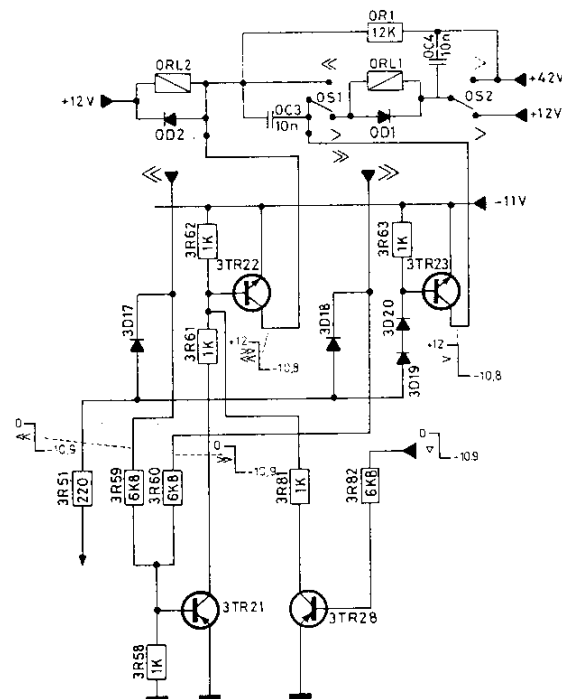 0R1
12K
0C4
10n
0RL2
0RL1
+42V
+12V
0C3
10n
0S1
0S2
+12V
0D2
0D1
-11V
3R62
1K
3TR22
3R63
1K
3TR23
3D17
3R61
1K
+12
-10,8
3D18
3D20
3D19
+12
-10,8
0
-10,9
0
-10,9
0
-10,9
3R51
220
3R59
6K8
3R60
6K8
3R81
1K
3R82
6K8
3TR21
3TR28
3R58
1K